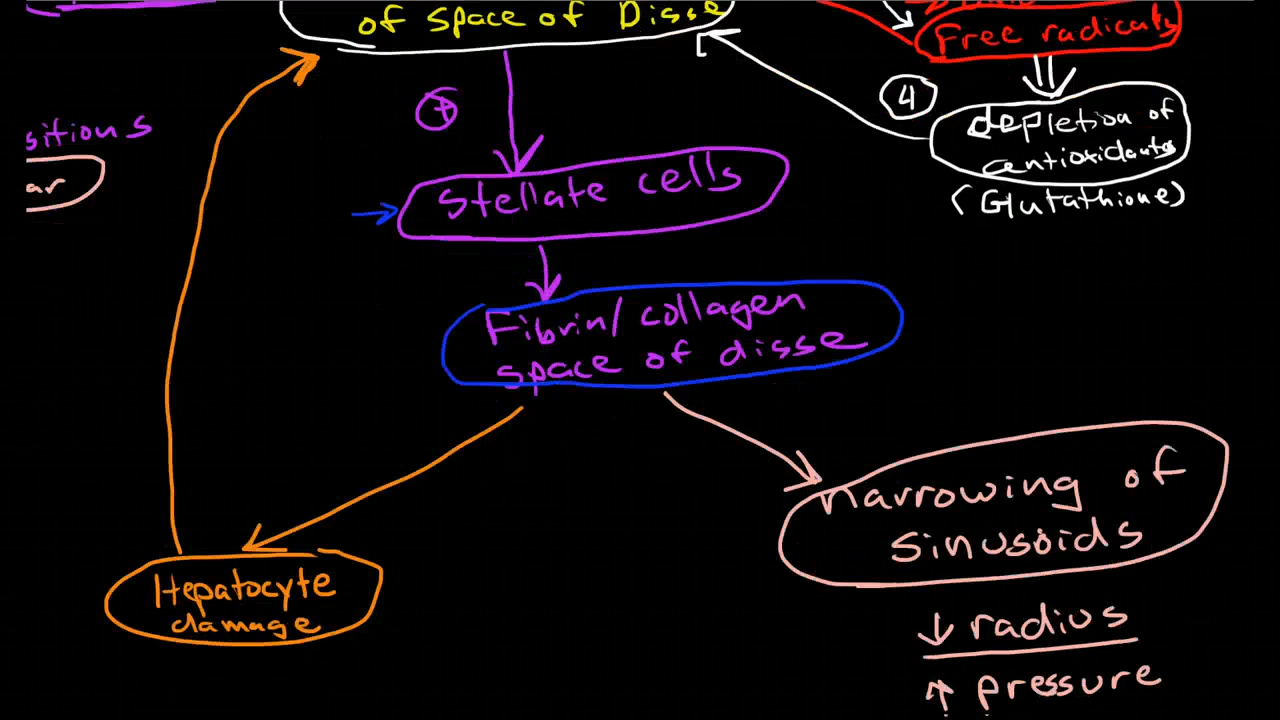 of space of Disse
Free radicals
4
depletion of
antioxidants
(Glutathione)
sitions
ar
+
Stellate cells
Fibrin/collagen
space of disse
narrowing of
sinusoids
Hepatocyte
damage
↓ radius
↑ pressure